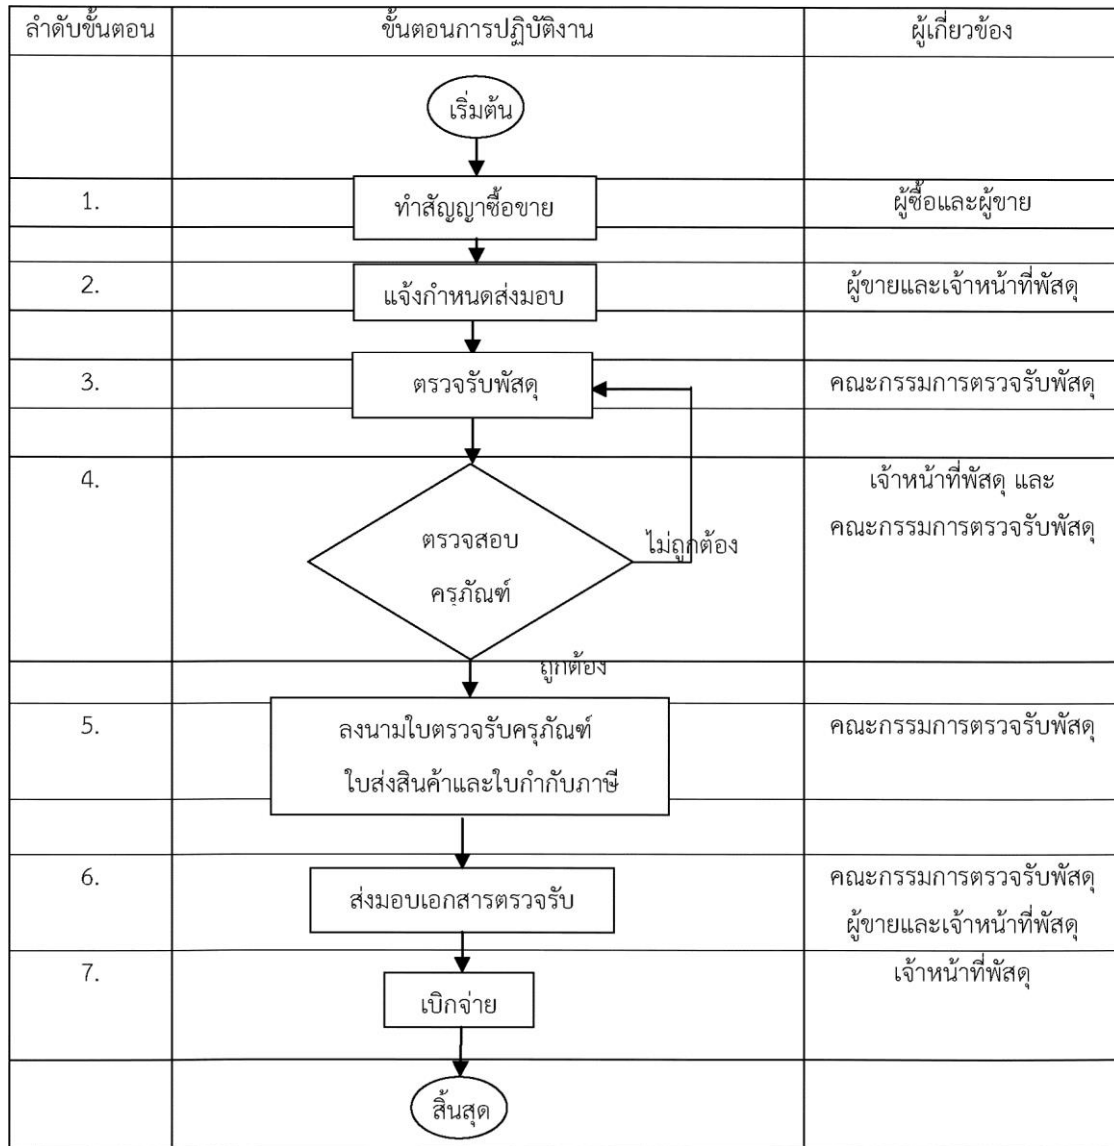 ลำดับขั้นตอน ขั้นตอนการปฏิบัติงาน ผู้เกี่ยวข้อง
เริ่มต้น
1. ทำสัญญาซื้อขาย ผู้ซื้อและผู้ขาย
2. แจ้งกำหนดส่งมอบ ผู้ขายและเจ้าหน้าที่พัสดุ
3. ตรวจรับพัสดุ คณะกรรมการตรวจรับพัสดุ
4. เจ้าหน้าที่พัสดุ และ
ตรวจสอบ ไม่ถูกต้อง คณะกรรมการตรวจรับพัสดุ
ครุภัณฑ์
ถูกต้อง
5. ลงนามใบตรวจรับครุภัณฑ์ คณะกรรมการตรวจรับพัสดุ
ใบส่งสินค้าและใบกำกับภาษี
6. ส่งมอบเอกสารตรวจรับ คณะกรรมการตรวจรับพัสดุ
ผู้ขายและเจ้าหน้าที่พัสดุ
7. เบิกจ่าย เจ้าหน้าที่พัสดุ
สิ้นสุด